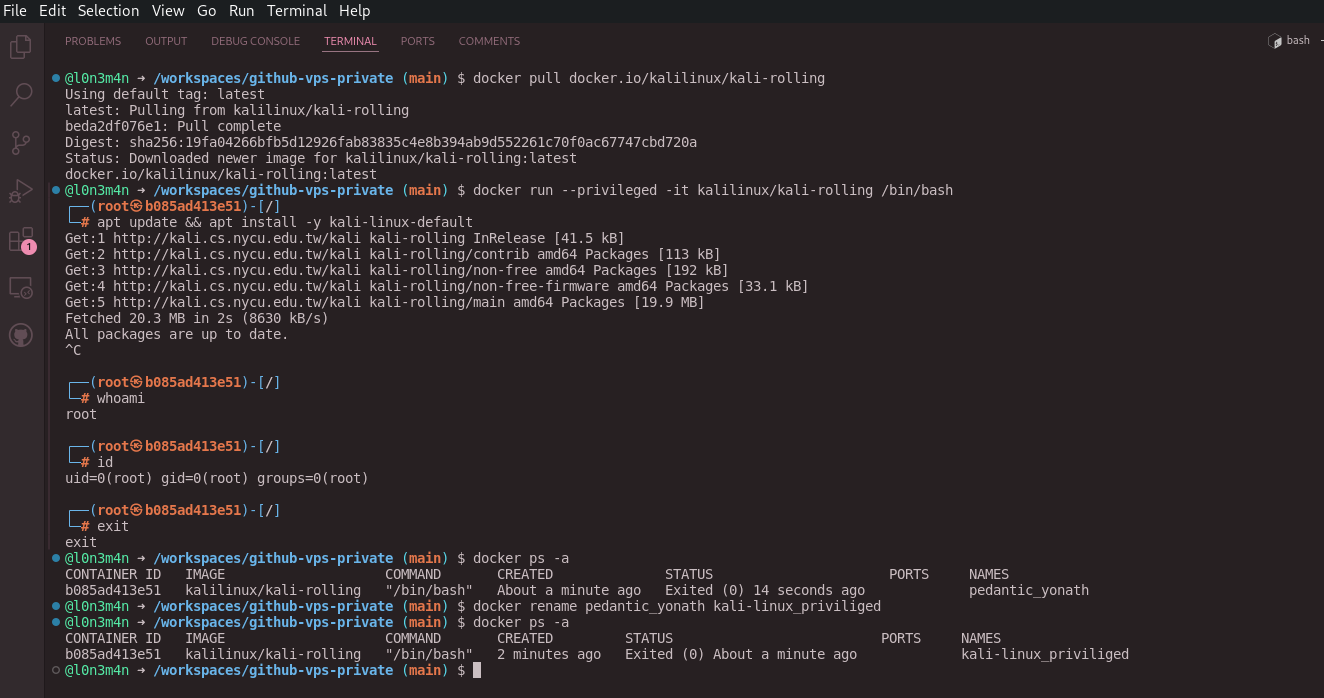 File Edit Selection View Go Run Terminal Help
PROBLEMS OUTPUT DEBUG CONSOLE TERMINAL PORTS COMMENTS bash
@l0n3m4n → /workspaces/github-vps-private (main) $ docker pull docker.io/kalilinux/kali-rolling
Using default tag: latest
latest: Pulling from kalilinux/kali-rolling
beda2df076e1: Pull complete
Digest: sha256:19fa04266bfb5d12926fab83835c4e8b394ab9d552261c70f0ac67747cbd720a
Status: Downloaded newer image for kalilinux/kali-rolling:latest
docker.io/kalilinux/kali-rolling:latest
@l0n3m4n → /workspaces/github-vps-private (main) $ docker run --privileged -it kalilinux/kali-rolling /bin/bash
┌──(root㉿b085ad413e51)-[/]
└─# apt update && apt install -y kali-linux-default
Get:1 http://kali.cs.nycu.edu.tw/kali kali-rolling InRelease [41.5 kB]
Get:2 http://kali.cs.nycu.edu.tw/kali kali-rolling/contrib amd64 Packages [113 kB]
Get:3 http://kali.cs.nycu.edu.tw/kali kali-rolling/non-free amd64 Packages [192 kB]
Get:4 http://kali.cs.nycu.edu.tw/kali kali-rolling/non-free-firmware amd64 Packages [33.1 kB]
Get:5 http://kali.cs.nycu.edu.tw/kali kali-rolling/main amd64 Packages [19.9 MB]
Fetched 20.3 MB in 2s (8630 kB/s)
All packages are up to date.
^C
┌──(root㉿b085ad413e51)-[/]
└─# whoami
root
┌──(root㉿b085ad413e51)-[/]
└─# id
uid=0(root) gid=0(root) groups=0(root)
1
┌──(root㉿b085ad413e51)-[/]
└─# exit
exit
@l0n3m4n → /workspaces/github-vps-private (main) $ docker ps -a
CONTAINER ID IMAGE COMMAND CREATED STATUS PORTS NAMES
b085ad413e51 kalilinux/kali-rolling "/bin/bash" About a minute ago Exited (0) 14 seconds ago pedantic_yonath
@l0n3m4n → /workspaces/github-vps-private (main) $ docker rename pedantic_yonath kali-linux_priviliged
@l0n3m4n → /workspaces/github-vps-private (main) $ docker ps -a
CONTAINER ID IMAGE COMMAND CREATED STATUS PORTS NAMES
b085ad413e51 kalilinux/kali-rolling "/bin/bash" 2 minutes ago Exited (0) About a minute ago kali-linux_priviliged
@l0n3m4n → /workspaces/github-vps-private (main) $